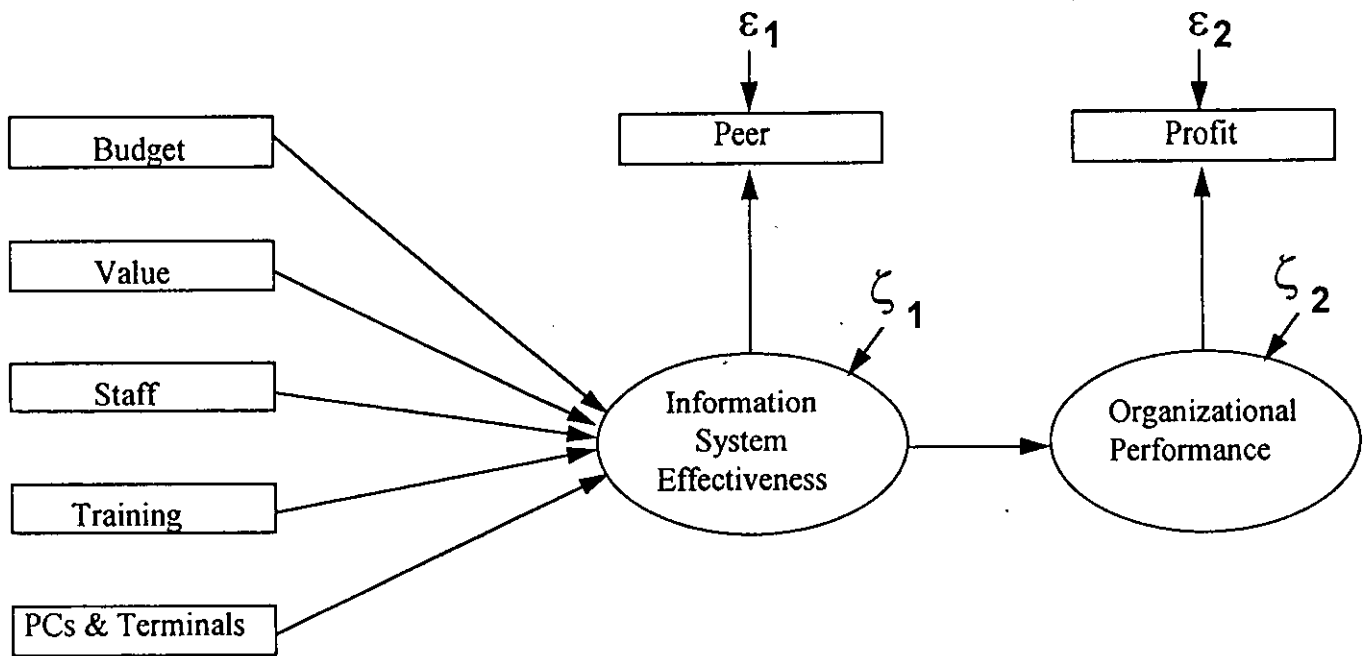 ε1
ε2
Peer
Profit
Budget
Value
ζ1
ζ2
Staff
Information
System
Effectiveness
Organizational
Performance
Training
PCs & Terminals